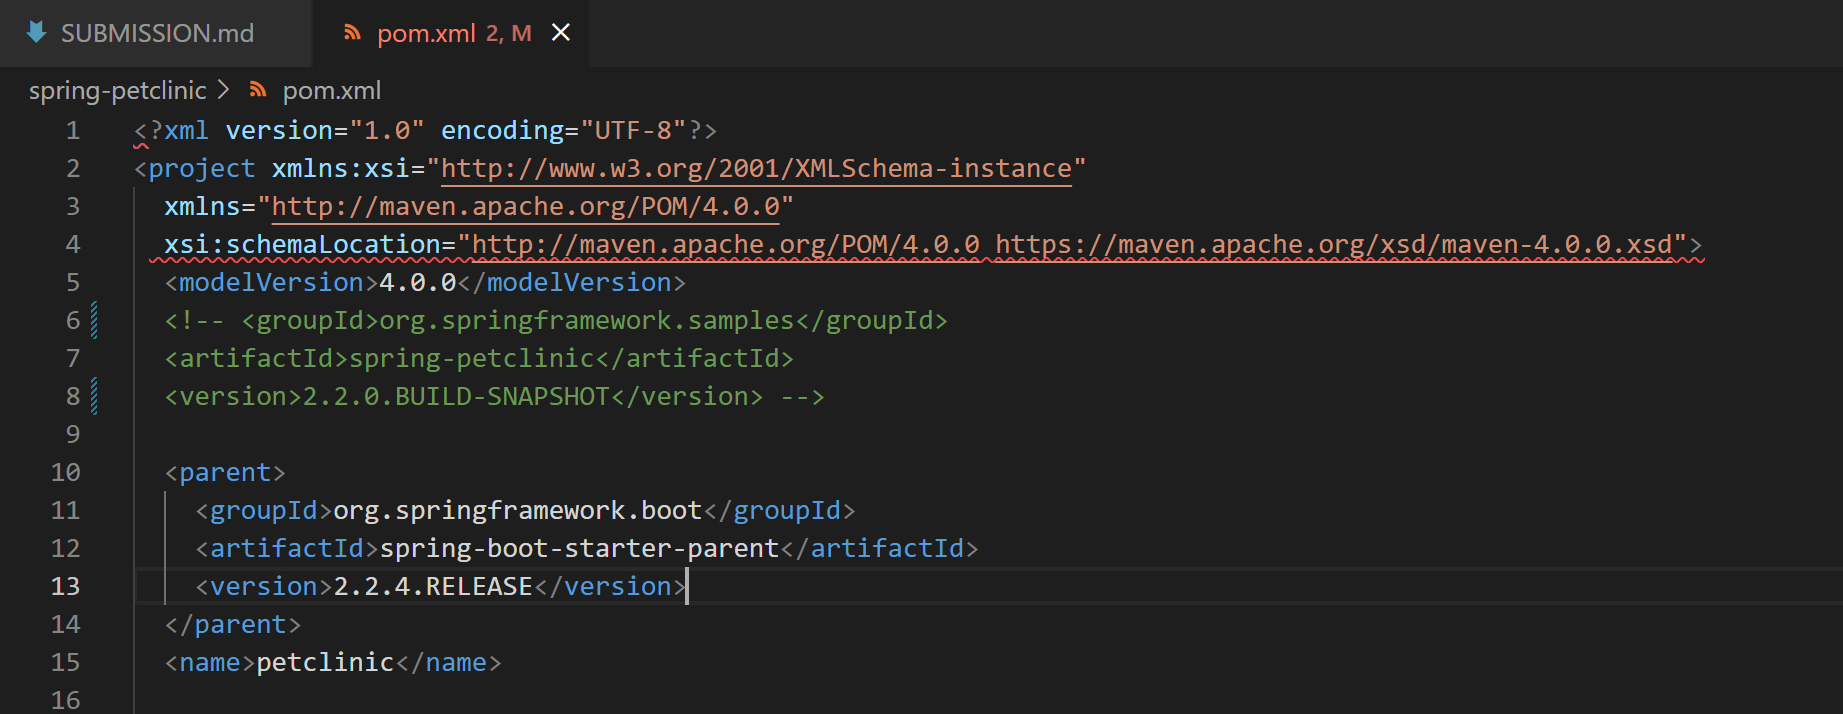 SUBMISSION.md pom.xml 2, M
spring-petclinic > pom.xml
1 <?xml version="1.0" encoding="UTF-8"?>
2 <project xmlns:xsi="http://www.w3.org/2001/XMLSchema-instance"
3 xmlns="http://maven.apache.org/POM/4.0.0"
4 xsi:schemaLocation="http://maven.apache.org/POM/4.0.0 https://maven.apache.org/xsd/maven-4.0.0.xsd">
5 <modelVersion>4.0.0</modelVersion>
6 <!-- <groupId>org.springframework.samples</groupId>
7 <artifactId>spring-petclinic</artifactId>
8 <version>2.2.0.BUILD-SNAPSHOT</version> -->
9
10 <parent>
11 <groupId>org.springframework.boot</groupId>
12 <artifactId>spring-boot-starter-parent</artifactId>
13 <version>2.2.4.RELEASE</version>
14 </parent>
15 <name>petclinic</name>
16